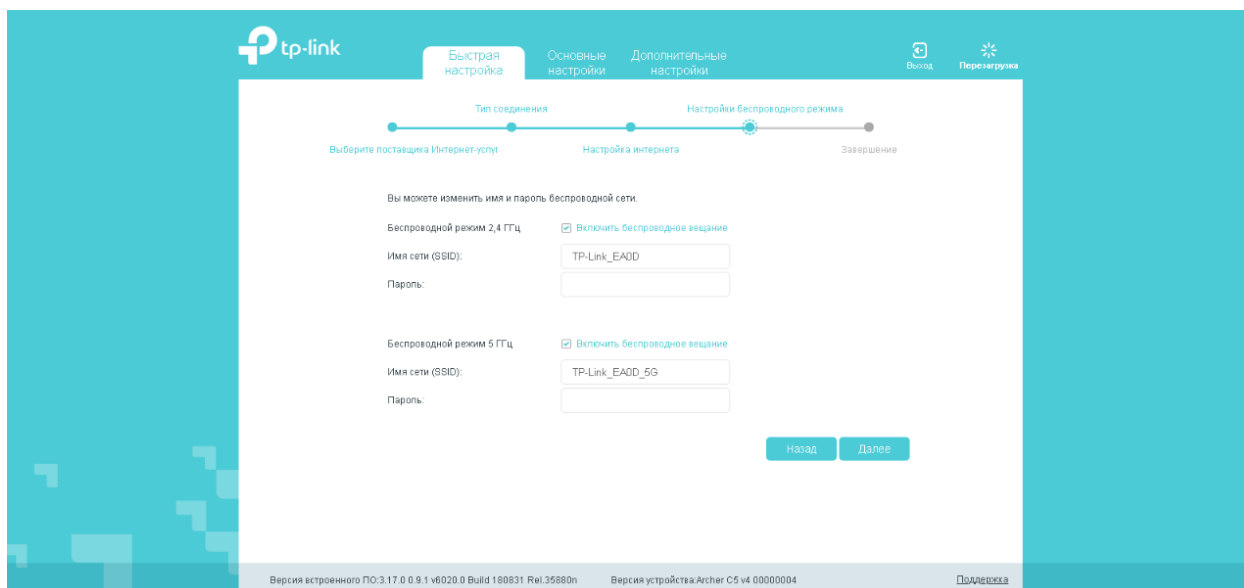 tp-link
Быстрая
настройка
Основные
настройки
Дополнительные
настройки
Выход
Перезагрузка
Тип соединения
Настройки беспроводного режима
Выберите поставщика Интернет-услуг
Настройка интернета
Завершение
Вы можете изменить имя и пароль беспроводной сети.
Беспроводной режим 2,4 ГГц
Включить беспроводное вещание
Имя сети (SSID):
TP-Link_EA0D
Пароль:
Беспроводной режим 5 ГГц
Включить беспроводное вещание
Имя сети (SSID):
TP-Link_EA0D_5G
Пароль:
Назад
Далее
Версия встроенного ПО:3.17.0 0.9.1 v6020.0 Build 180831 Rel.35880n
Версия устройства:Archer C5 v4 00000004
Поддержка